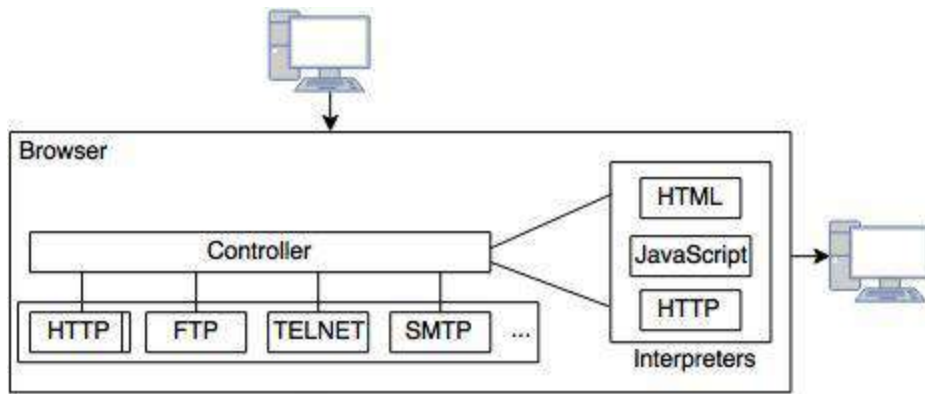 Browser
HTML
Controller
JavaScript
HTTP
HTTP FTP TELNET SMTP ...
Interpreters